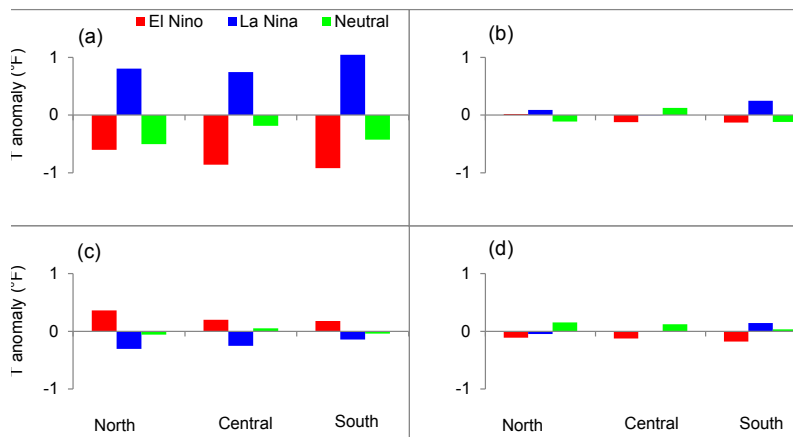 El Nino La Nina Neutral
(a)
T anomaly (°F)
1
0
-1
(b)
1
0
-1
(c)
T anomaly (°F)
1
0
-1
North Central South
(d)
1
0
-1
North Central South